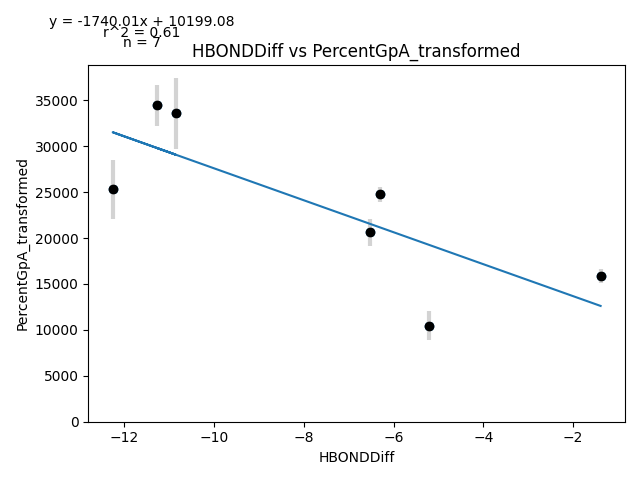 y = -1740.01x + 10199.08
r^2 = 0.61
n = 7
HBONDDiff vs PercentGpA_transformed
PercentGpA_transformed
35000
30000
25000
20000
15000
10000
5000
0
−12
−10
−8
−6
−4
−2
HBONDDiff